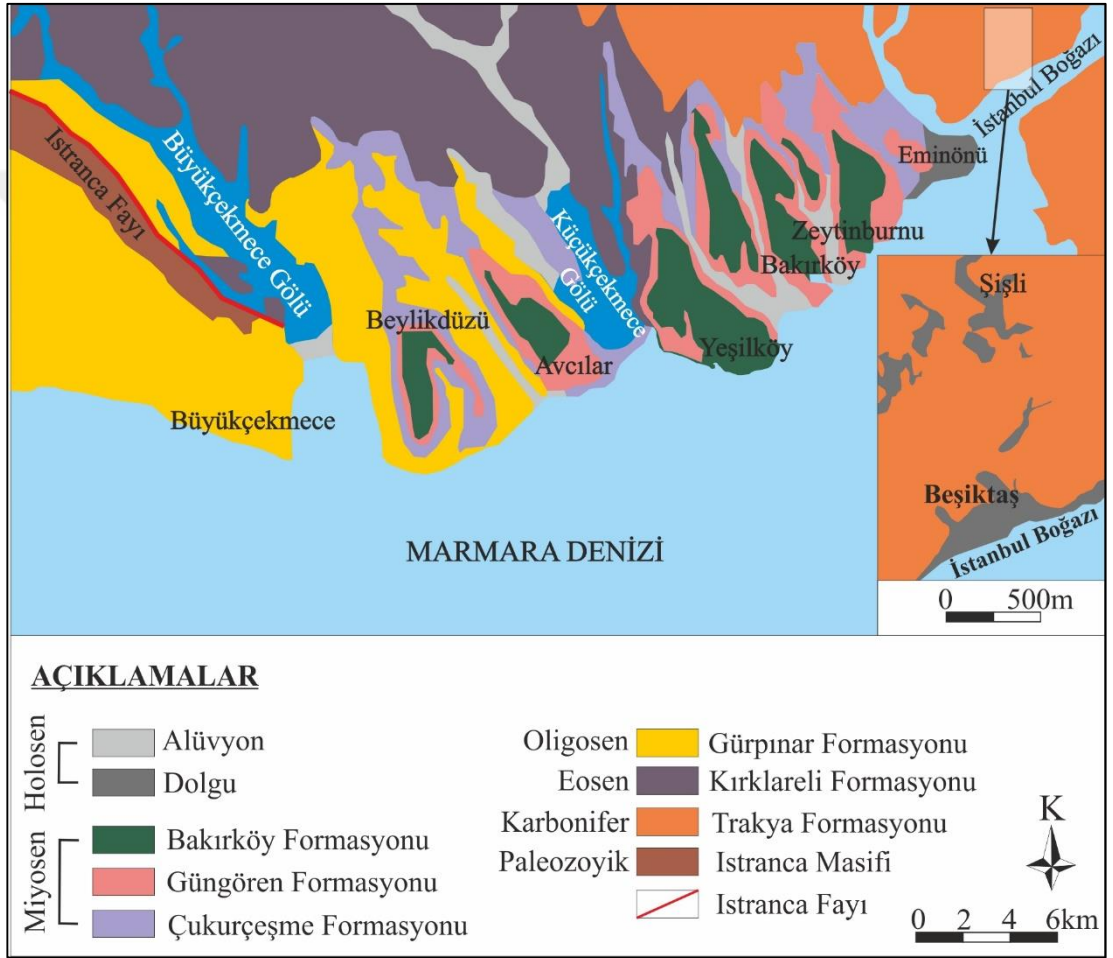 İstanbul Boğazı
Eminönü
Büyükçekmece Gölü
Istranca Fayı
Küçükçekmece
Gölü
Zeytinburnu
Bakırköy
Beylikdüzü
Yeşilköy
Avcılar
Büyükçekmece
Şişli
Beşiktaş
İstanbul Boğazı
MARMARA DENİZİ
0 500m
AÇIKLAMALAR
Holosen
Alüvyon
Dolgu
Miyosen
Bakırköy Formasyonu
Güngören Formasyonu
Çukurçeşme Formasyonu
Oligosen Gürpınar Formasyonu
Eosen Kırklareli Formasyonu
Karbonifer Trakya Formasyonu
Paleozoyik Istranca Masifi
Istranca Fayı
K
0 2 4 6km